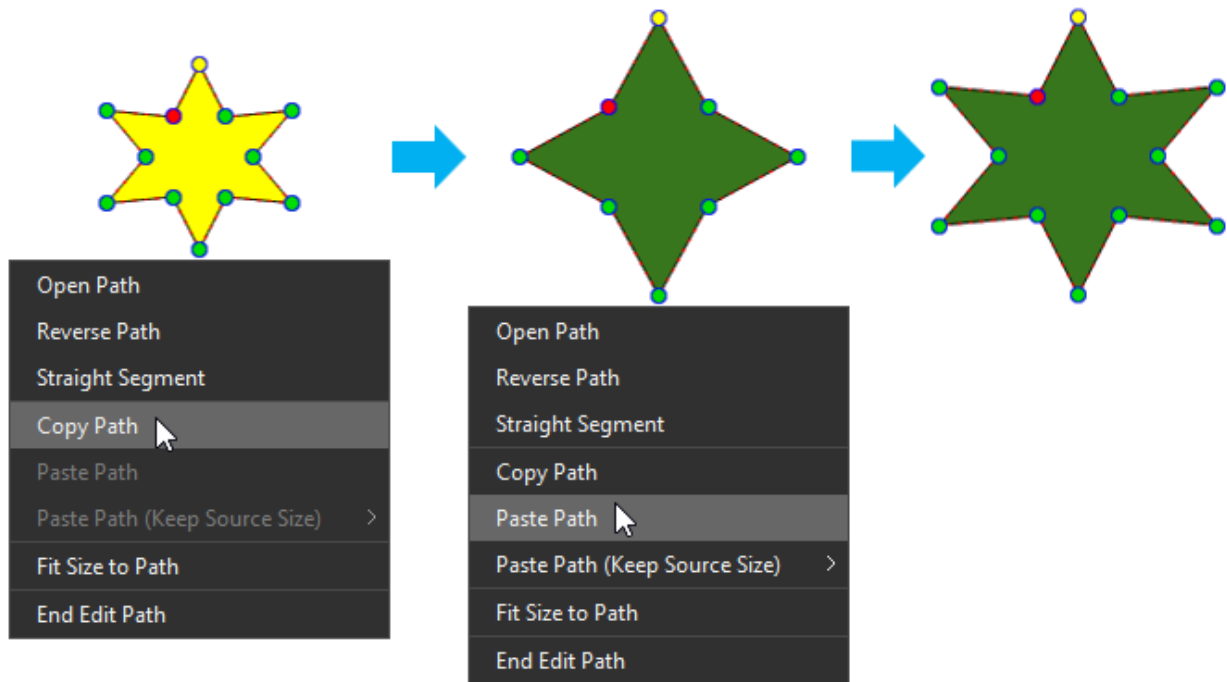 Open Path
Reverse Path
Straight Segment
Copy Path
Paste Path
Paste Path (Keep Source Size)
Fit Size to Path
End Edit Path
Open Path
Reverse Path
Straight Segment
Copy Path
Paste Path
Paste Path (Keep Source Size)
Fit Size to Path
End Edit Path